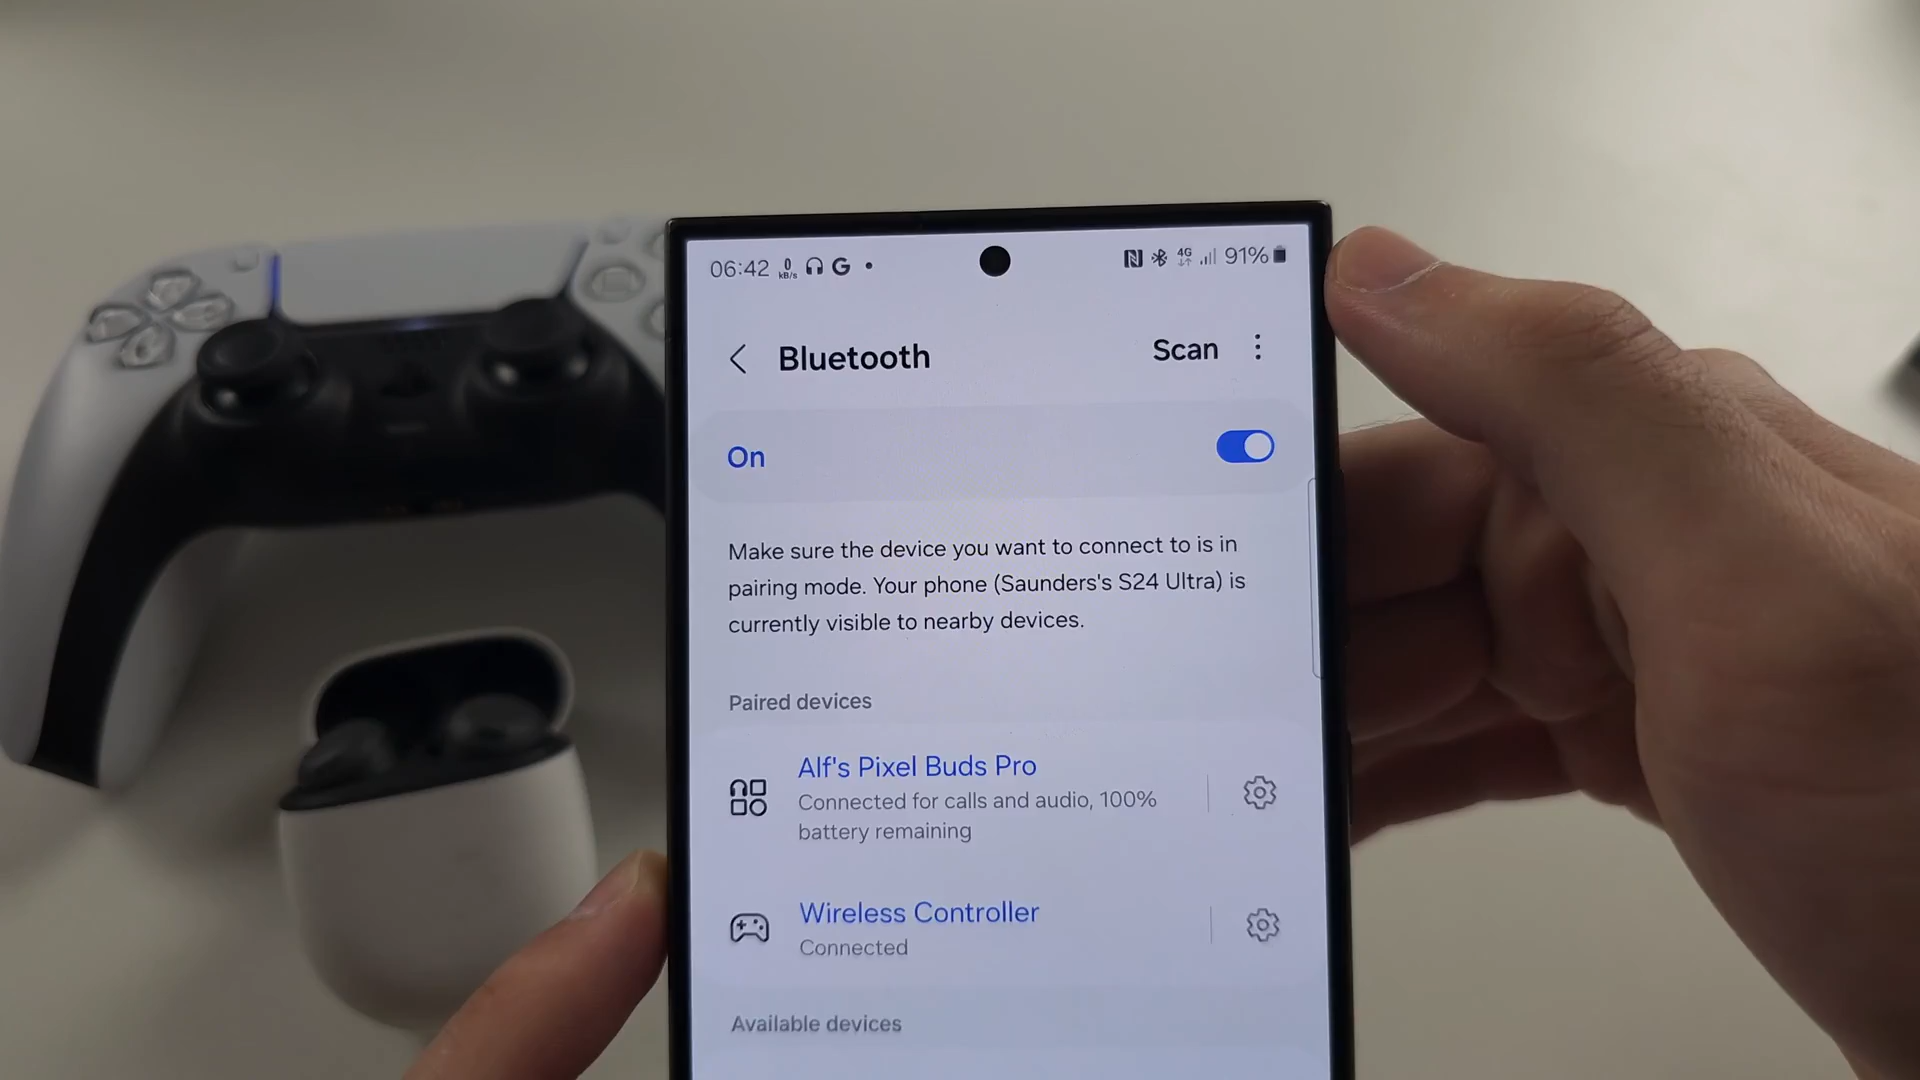 06:42 0 kB/s G 4G 91%
Bluetooth Scan
On
Make sure the device you want to connect to is in
pairing mode. Your phone (Saunders's S24 Ultra) is
currently visible to nearby devices.
Paired devices
Alf's Pixel Buds Pro
Connected for calls and audio, 100%
battery remaining
Wireless Controller
Connected
Available devices